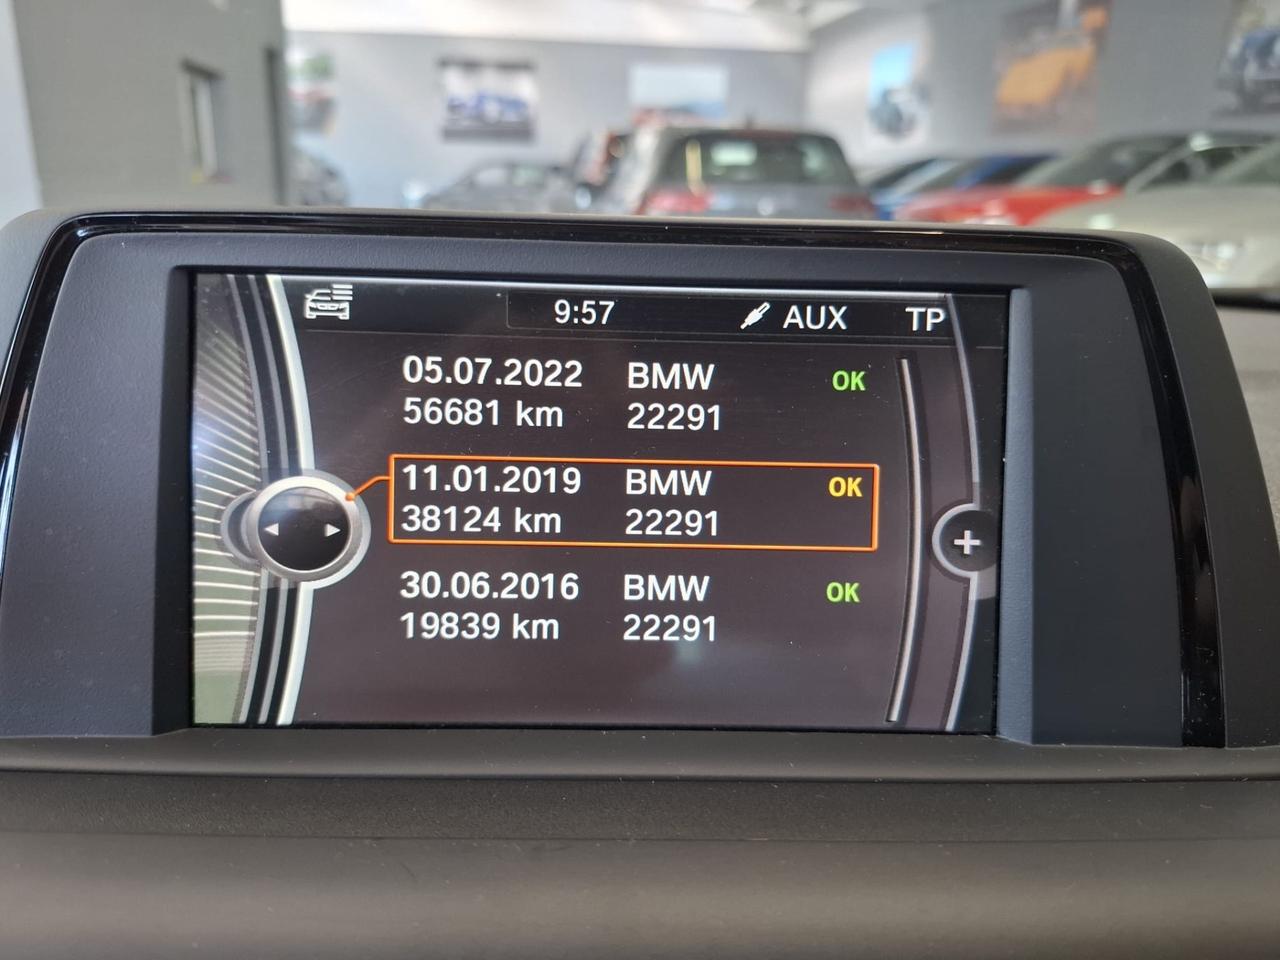 9:57 AUX TP
05.07.2022 BMW OK
56681 km 22291
11.01.2019 BMW OK
38124 km 22291
30.06.2016 BMW OK
19839 km 22291